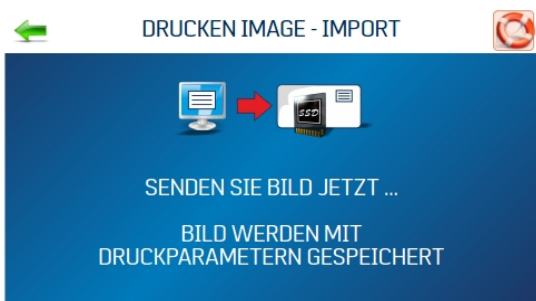 DRUCKEN IMAGE - IMPORT
SSD
SENDEN SIE BILD JETZT ...
BILD WERDEN MIT
DRUCKPARAMETERN GESPEICHERT